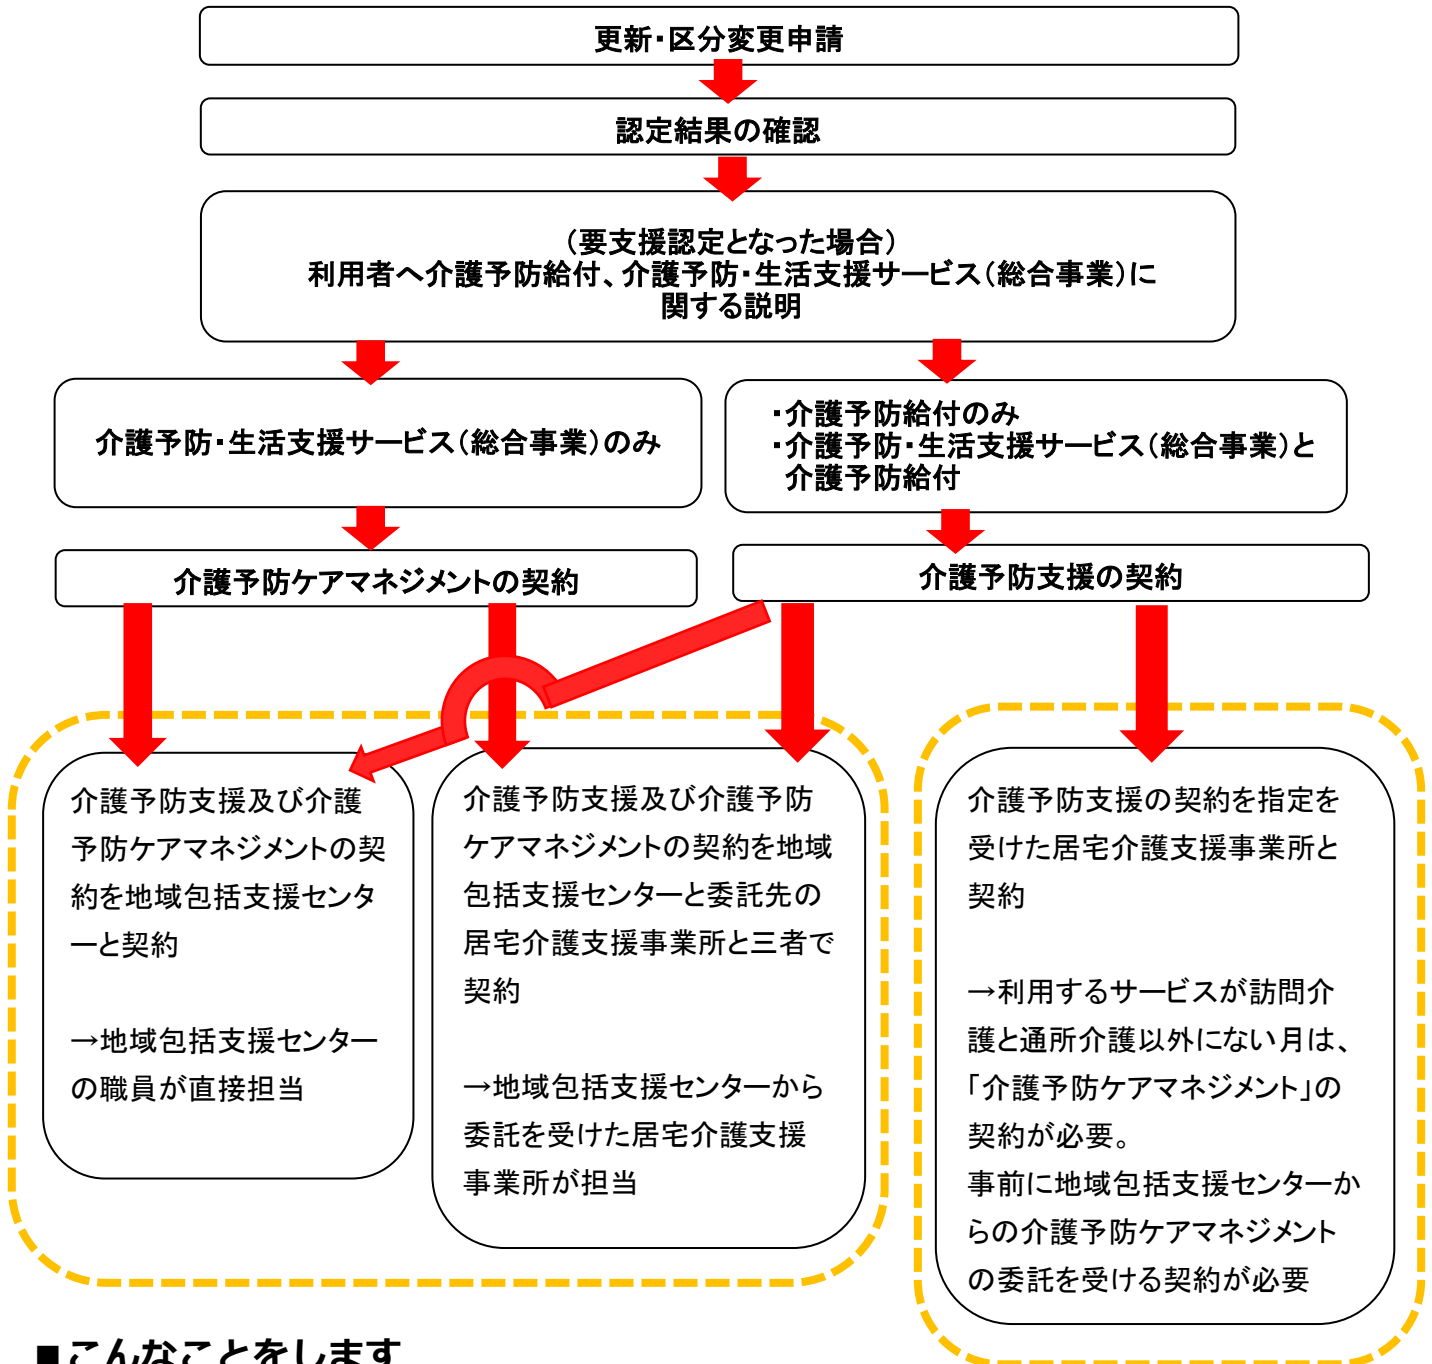 更新・区分変更申請
認定結果の確認
（要支援認定となった場合）
利用者へ介護予防給付、介護予防・生活支援サービス（総合事業）に
関する説明
介護予防・生活支援サービス（総合事業）のみ
・介護予防給付のみ
・介護予防・生活支援サービス（総合事業）と
介護予防給付
介護予防ケアマネジメントの契約
介護予防支援の契約
介護予防支援及び介護
予防ケアマネジメントの契
約を地域包括支援センタ
ーと契約
→地域包括支援センター
の職員が直接担当
介護予防支援及び介護予防
ケアマネジメントの契約を地域
包括支援センターと委託先の
居宅介護支援事業所と三者で
契約
→地域包括支援センターから
委託を受けた居宅介護支援
事業所が担当
介護予防支援の契約を指定を
受けた居宅介護支援事業所と
契約
→利用するサービスが訪問介
護と通所介護以外にない月は、
「介護予防ケアマネジメント」の
契約が必要。
事前に地域包括支援センターか
らの介護予防ケアマネジメント
の委託を受ける契約が必要
■こんなことをします